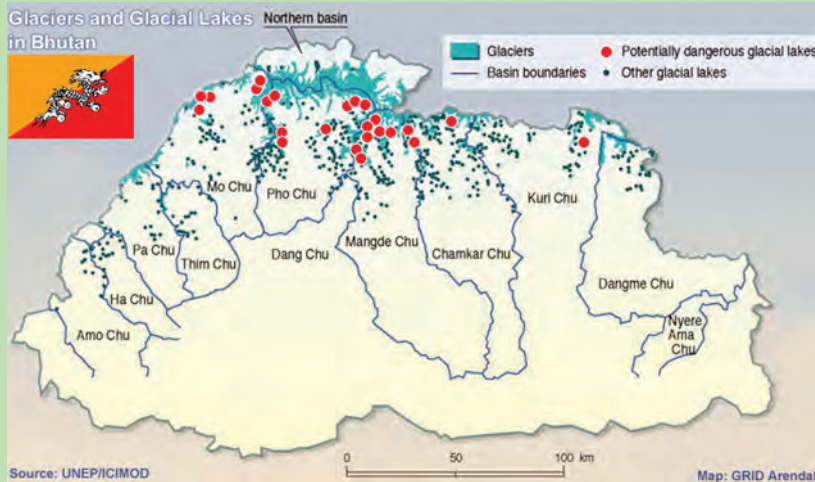 Glaciers and Glacial Lakes
in Bhutan
Northern basin
Glaciers
Basin boundaries
Potentially dangerous glacial lakes
Other glacial lakes
Mo Chu
Pho Chu
Kuri Chu
Pa Chu
Thim Chu
Dang Chu
Mangde Chu
Chamkar Chu
Ha Chu
Dangme Chu
Amo Chu
Nyere
Ama
Chu
0 50 100 km
Source: UNEP/ICIMOD
Map: GRID Arendal